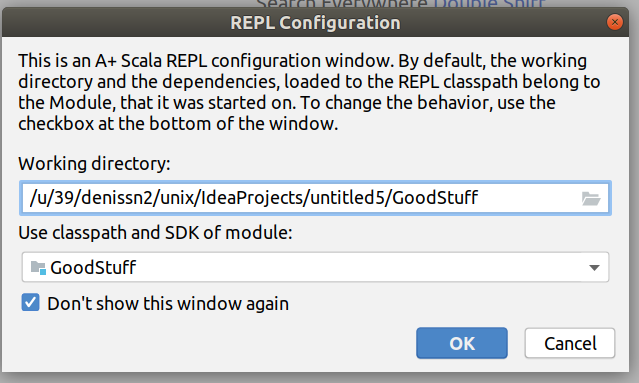 Search Everywhere Double Shift
REPL Configuration
This is an A+ Scala REPL configuration window. By default, the working
directory and the dependencies, loaded to the REPL classpath belong to
the Module, that it was started on. To change the behavior, use the
checkbox at the bottom of the window.
Working directory:
/u/39/denissn2/unix/IdeaProjects/untitled5/GoodStuff
Use classpath and SDK of module:
GoodStuff
Don't show this window again
OK Cancel